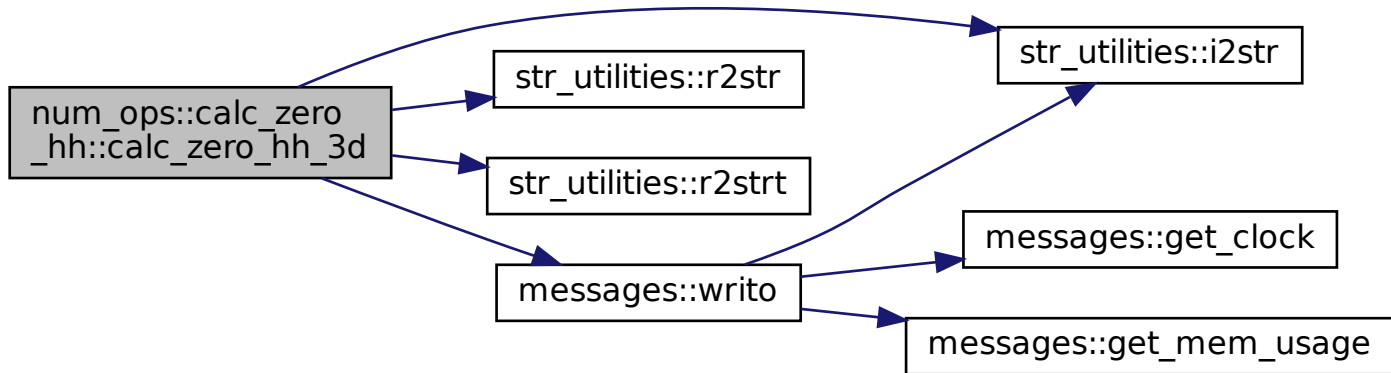 num_ops::calc_zero
_hh::calc_zero_hh_3d
str_utilities::r2str
str_utilities::r2strt
messages::writo
str_utilities::i2str
messages::get_clock
messages::get_mem_usage